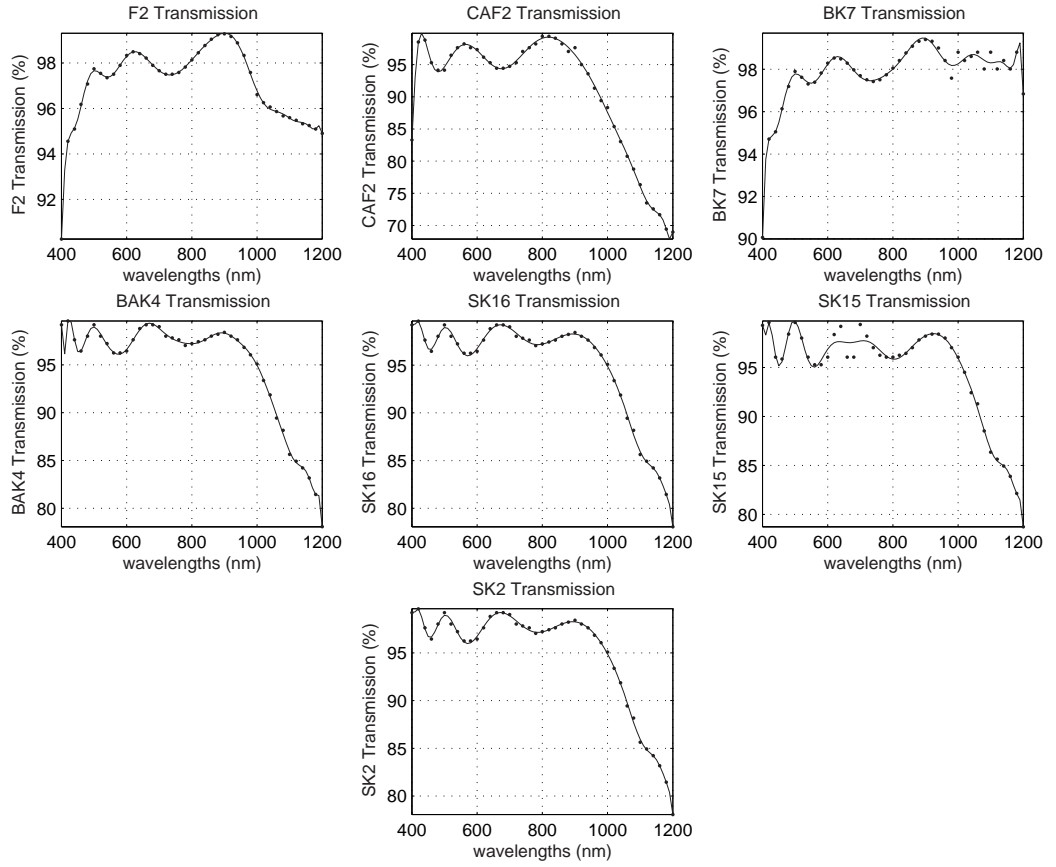 F2 Transmission
F2 Transmission (%)
98
96
94
92
400 600 800 1000 1200
wavelengths (nm)
CAF2 Transmission
CAF2 Transmission (%)
95
90
85
80
75
70
400 600 800 1000 1200
wavelengths (nm)
BK7 Transmission
BK7 Transmission (%)
98
96
94
92
90
400 600 800 1000 1200
wavelengths (nm)
BAK4 Transmission
BAK4 Transmission (%)
95
90
85
80
400 600 800 1000 1200
wavelengths (nm)
SK16 Transmission
SK16 Transmission (%)
95
90
85
80
400 600 800 1000 1200
wavelengths (nm)
SK15 Transmission
SK15 Transmission (%)
95
90
85
80
400 600 800 1000 1200
wavelengths (nm)
SK2 Transmission
SK2 Transmission (%)
95
90
85
80
400 600 800 1000 1200
wavelengths (nm)